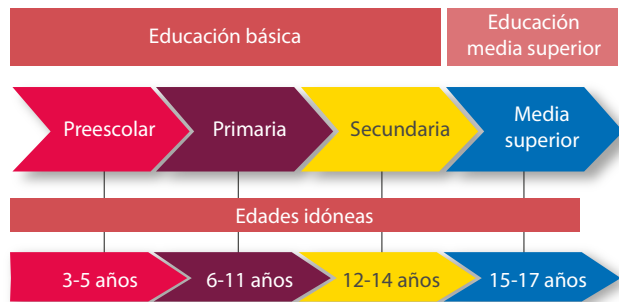 Educación básica
Educación
media superior
Preescolar
Primaria
Secundaria
Media
superior
Edades idóneas
3-5 años
6-11 años
12-14 años
15-17 años